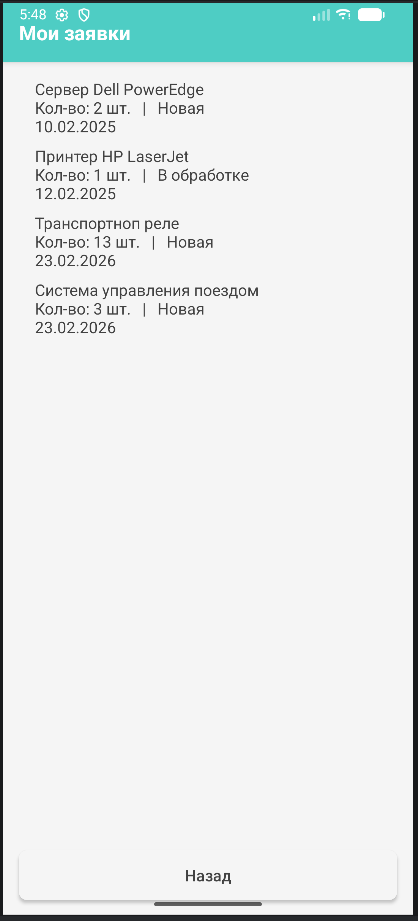 5:48
Мои заявки
Сервер Dell PowerEdge
Кол-во: 2 шт. | Новая
10.02.2025
Принтер HP LaserJet
Кол-во: 1 шт. | В обработке
12.02.2025
Транспортноп реле
Кол-во: 13 шт. | Новая
23.02.2026
Система управления поездом
Кол-во: 3 шт. | Новая
23.02.2026
Назад